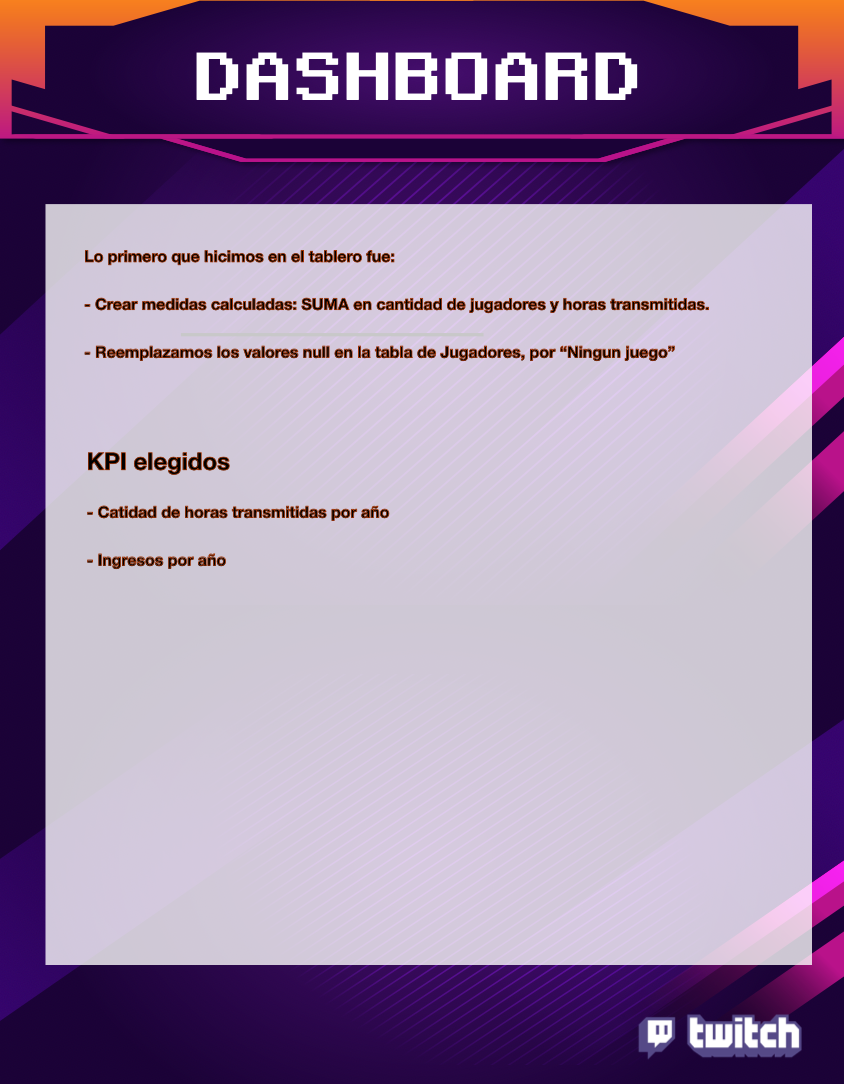 DASHBOARD
Lo primero que hicimos en el tablero fue:
- Crear medidas calculadas: SUMA en cantidad de jugadores y horas transmitidas.
- Reemplazamos los valores null en la tabla de Jugadores, por “Ningun juego”
KPI elegidos
- Catidad de horas transmitidas por año
- Ingresos por año
twitch